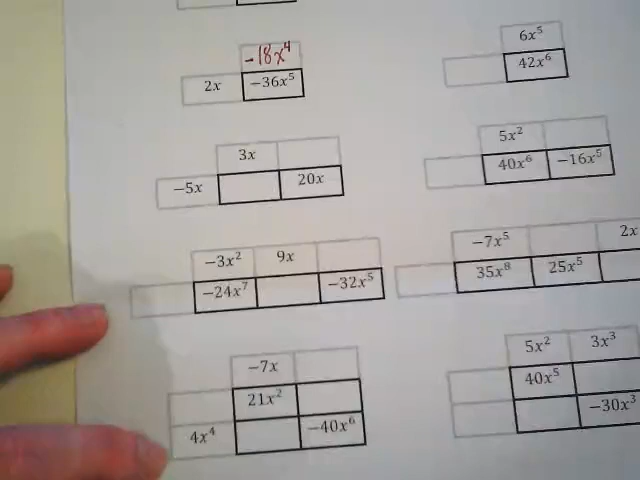 -18x⁴
2x -36x⁵
6x⁵
42x⁶
3x
-5x 20x
5x²
40x⁶ -16x⁵
-3x² 9x
-24x⁷ -32x⁵
-7x⁵ 2x
35x⁸ 25x⁵
-7x
21x²
4x⁴ -40x⁶
5x² 3x³
40x⁵
-30x³